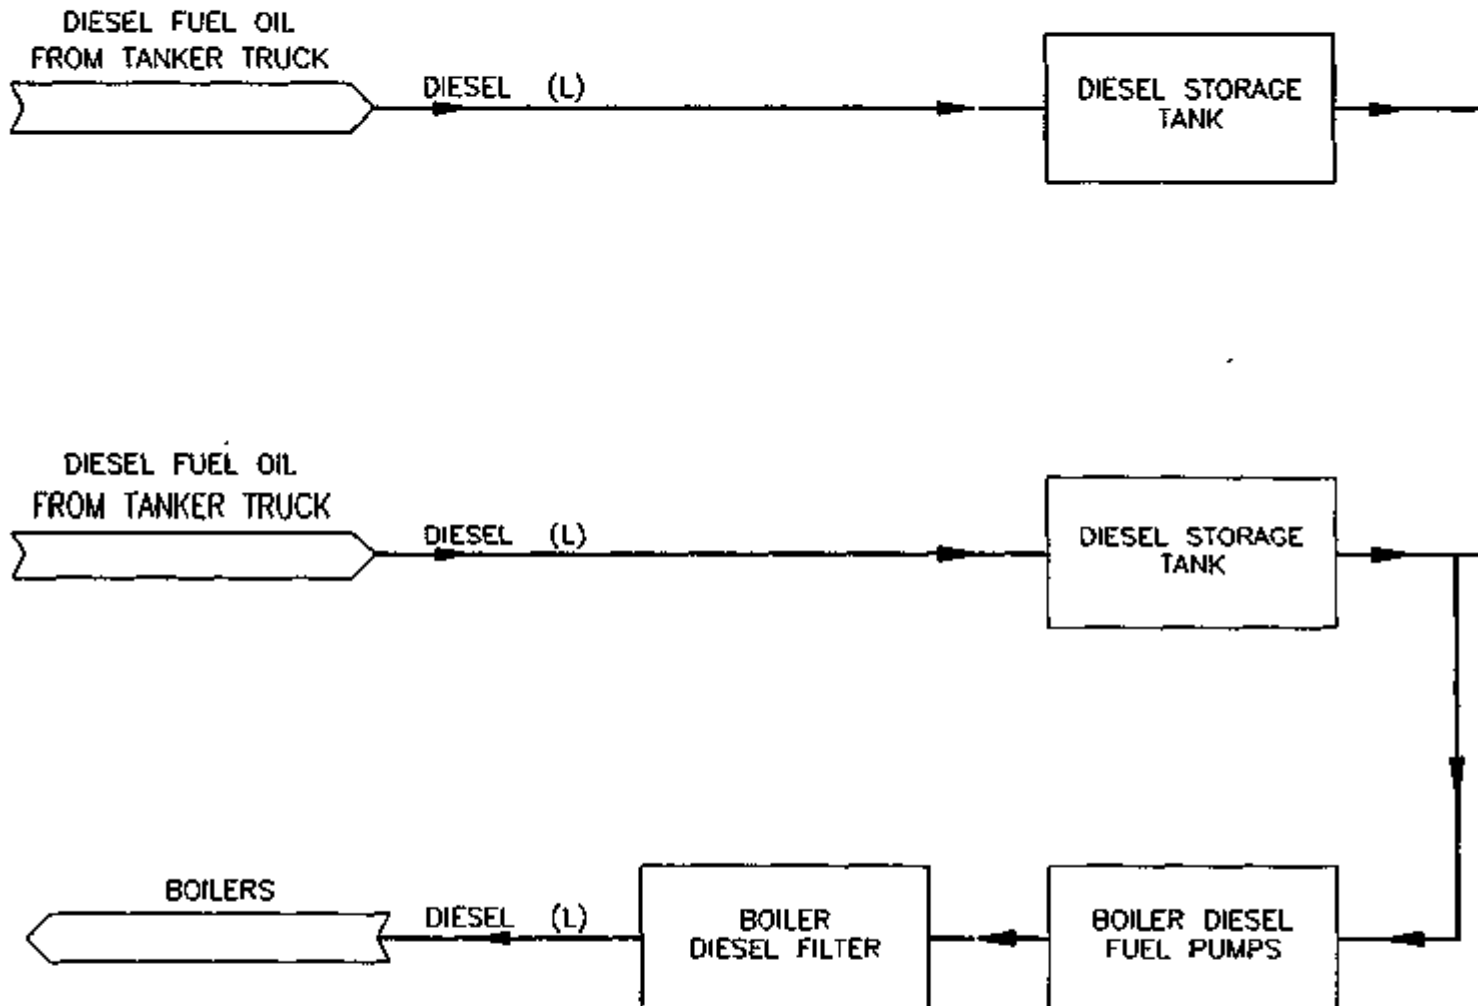 DIESEL FUEL OIL
FROM TANKER TRUCK
DIESEL (L)
DIESEL STORAGE
TANK
DIESEL FUEL OIL
FROM TANKER TRUCK
DIESEL (L)
DIESEL STORAGE
TANK
BOILERS
DIESEL (L)
BOILER
DIESEL FILTER
BOILER DIESEL
FUEL PUMPS